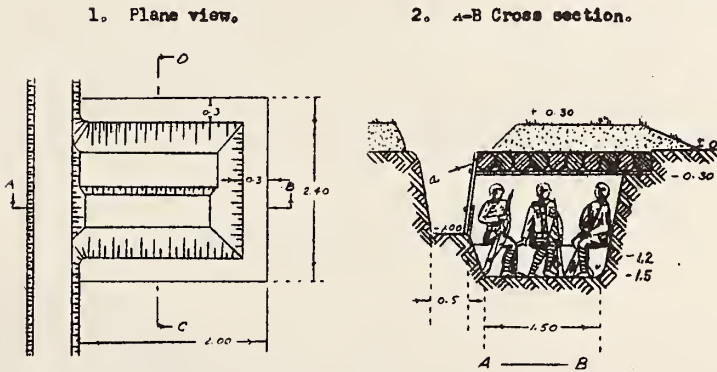 1. Plane view.
2. A-B Cross section.
D
0.3
A
0.3
B
2.40
C
2.00
+ 0.30
+ 0
a
- 0.30
- 1.00
- 1.2
- 1.5
0.5
1.50
A B